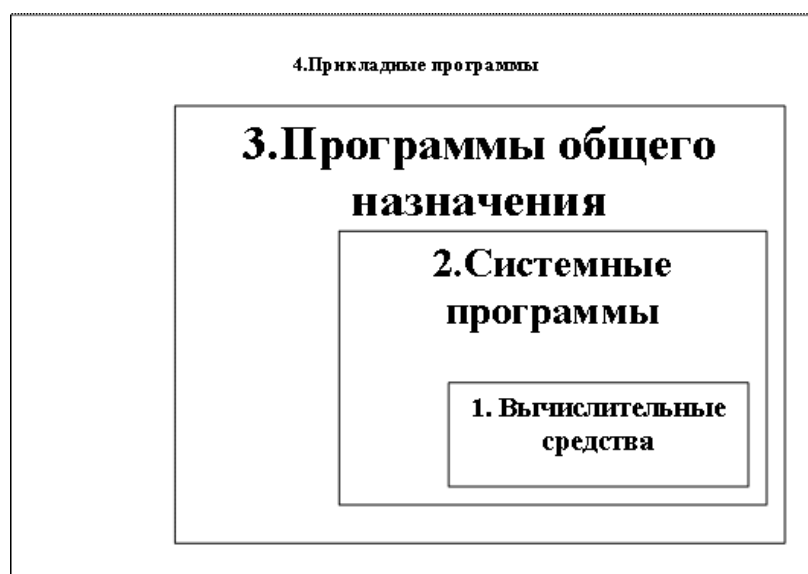 4.Прикладные программы
3.Программы общего
назначения
2.Системные
программы
1. Вычислительные
средства